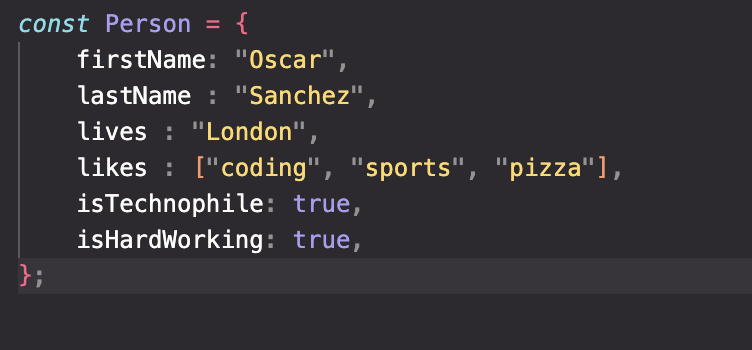 const Person = {
    firstName: "Oscar",
    lastName : "Sanchez",
    lives : "London",
    likes : ["coding", "sports", "pizza"],
    isTechnophile: true,
    isHardWorking: true,
};